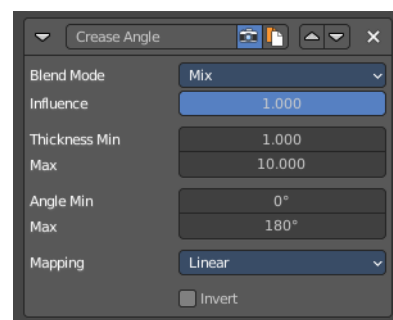 Crease Angle
Blend Mode Mix
Influence 1.000
Thickness Min 1.000
Max 10.000
Angle Min 0°
Max 180°
Mapping Linear
Invert